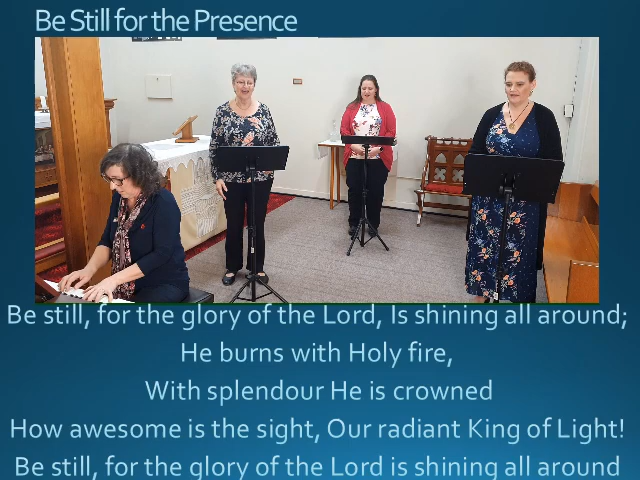 Be Still for the Presence
Be still, for the glory of the Lord, Is shining all around;
He burns with Holy fire,
With splendour He is crowned
How awesome is the sight, Our radiant King of Light!
Be still, for the glory of the Lord is shining all around